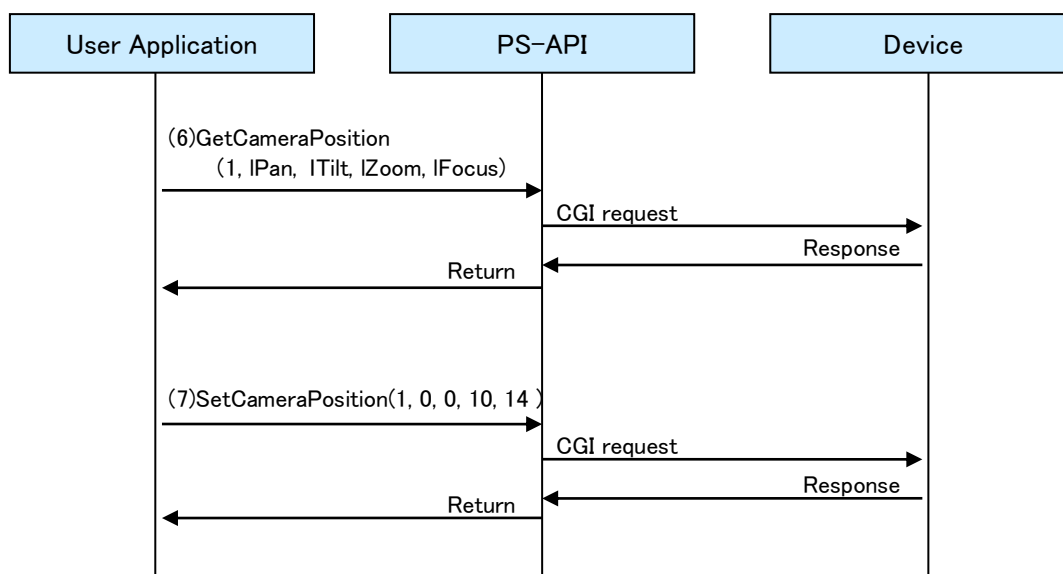 User Application
PS-API
Device
(6)GetCameraPosition
(1, lPan, lTilt, lZoom, lFocus)
CGI request
Response
Return
(7)SetCameraPosition(1, 0, 0, 10, 14 )
CGI request
Response
Return